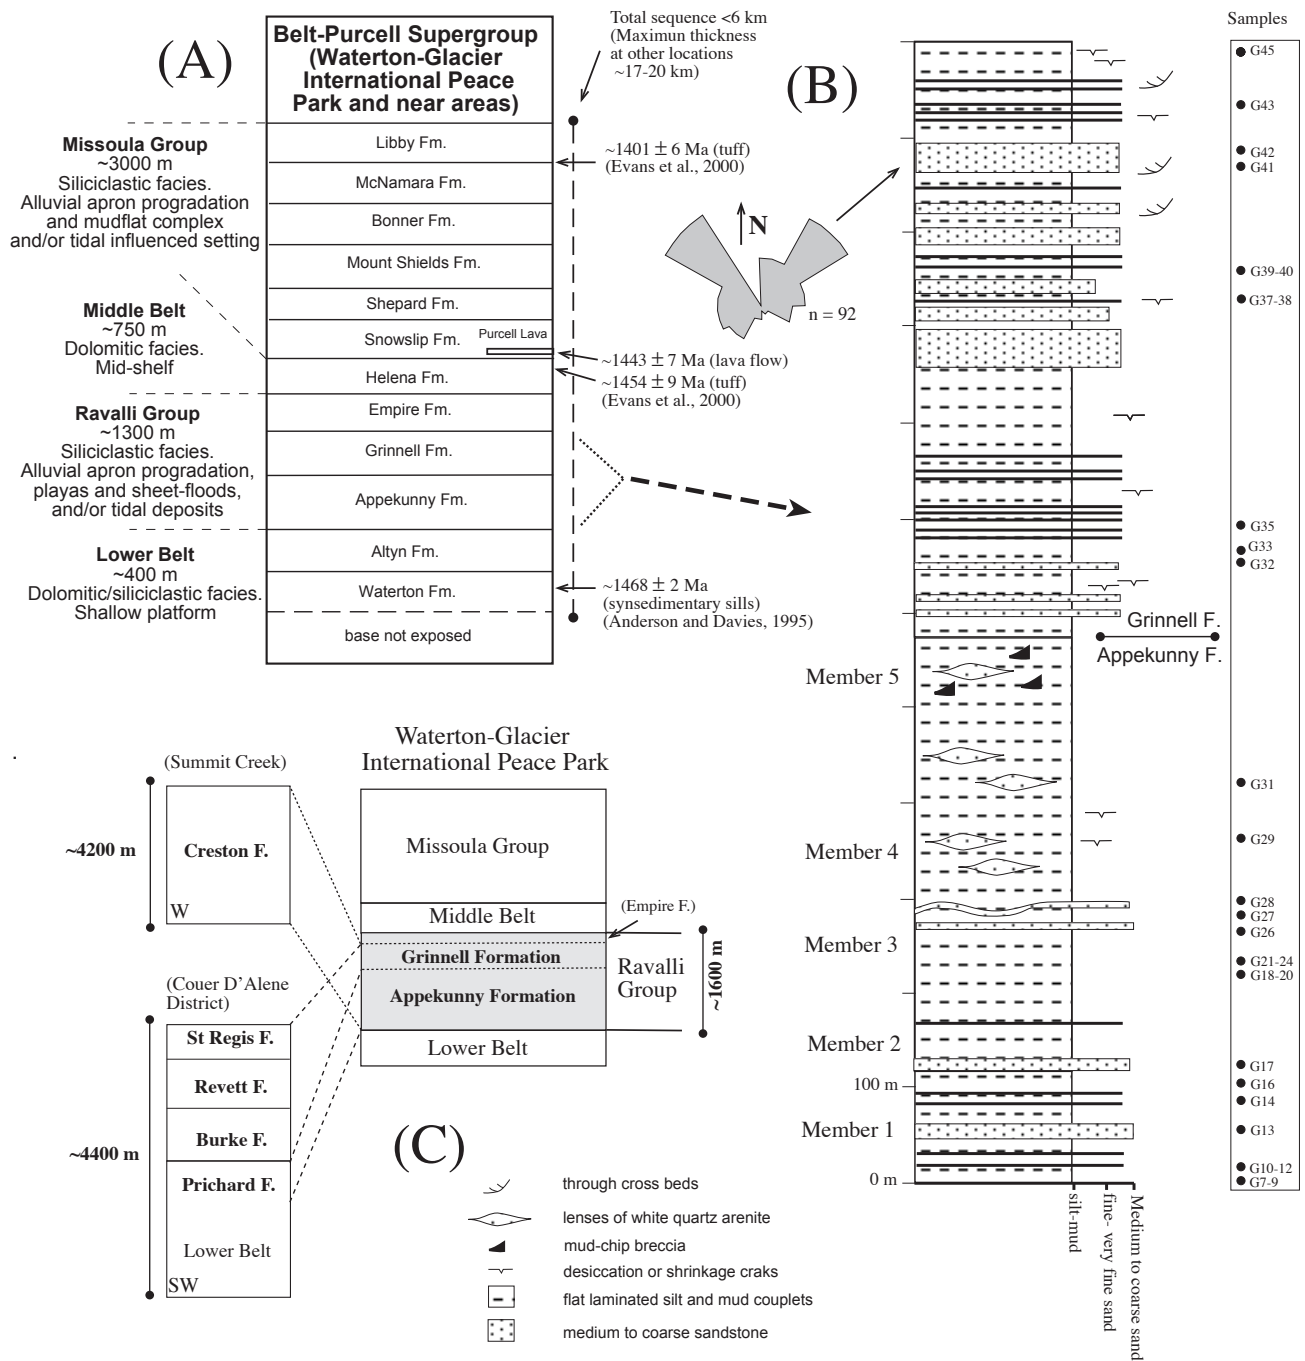 (A)
Belt-Purcell Supergroup
(Waterton-Glacier
International Peace
Park and near areas)
Total sequence <6 km
(Maximun thickness
at other locations
~17-20 km)
Missoula Group
~3000 m
Siliciclastic facies.
Alluvial apron progradation
and mudflat complex
and/or tidal influenced setting
Middle Belt
~750 m
Dolomitic facies.
Mid-shelf
Ravalli Group
~1300 m
Siliciclastic facies.
Alluvial apron progradation,
playas and sheet-floods,
and/or tidal deposits
Lower Belt
~400 m
Dolomitic/siliciclastic facies.
Shallow platform
Libby Fm.
McNamara Fm.
Bonner Fm.
Mount Shields Fm.
Shepard Fm.
Snowslip Fm.
Purcell Lava
Helena Fm.
Empire Fm.
Grinnell Fm.
Appekunny Fm.
Altyn Fm.
Waterton Fm.
base not exposed
~1401 ± 6 Ma (tuff)
(Evans et al., 2000)
~1443 ± 7 Ma (lava flow)
~1454 ± 9 Ma (tuff)
(Evans et al., 2000)
~1468 ± 2 Ma
(synsedimentary sills)
(Anderson and Davies, 1995)
N
n = 92
(B)
Samples
G45
G43
G42
G41
G39-40
G37-38
G35
G33
G32
G31
G29
G28
G27
G26
G21-24
G18-20
G17
G16
G14
G13
G10-12
G7-9
Grinnell F.
Appekunny F.
Member 5
Member 4
Member 3
Member 2
100 m
Member 1
0 m
silt-mud
fine- very fine sand
Medium to coarse sand
Waterton-Glacier
International Peace Park
(Summit Creek)
~4200 m
Creston F.
W
(Couer D'Alene
District)
St Regis F.
Revett F.
Burke F.
Prichard F.
Lower Belt
SW
~4400 m
Missoula Group
Middle Belt
(Empire F.)
Grinnell Formation
Appekunny Formation
Lower Belt
Ravalli
Group
~1600 m
(C)
through cross beds
lenses of white quartz arenite
mud-chip breccia
desiccation or shrinkage craks
flat laminated silt and mud couplets
medium to coarse sandstone